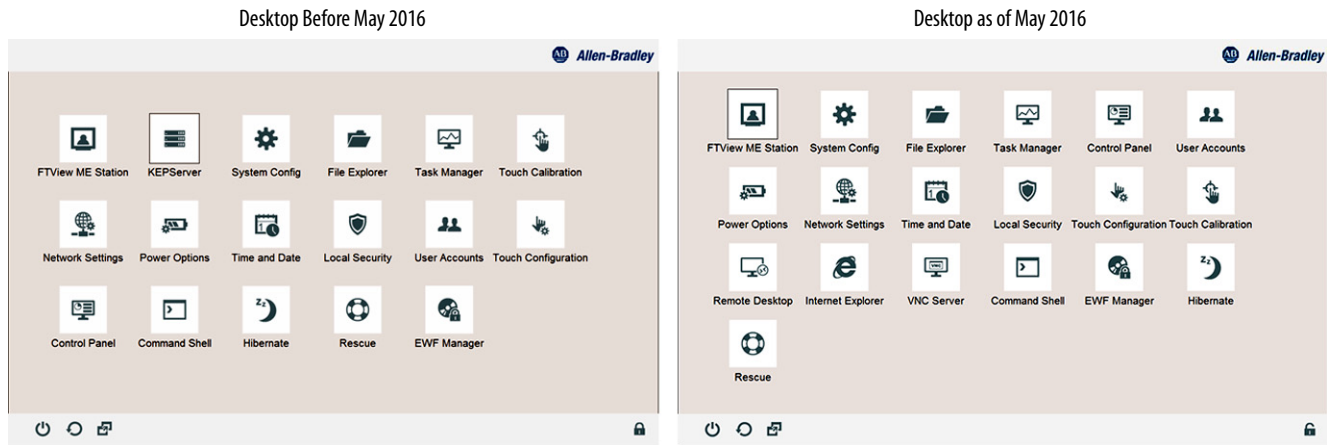 Desktop Before May 2016
AB Allen-Bradley
FTView ME Station KEPServer System Config File Explorer Task Manager Touch Calibration
Network Settings Power Options Time and Date Local Security User Accounts Touch Configuration
Control Panel Command Shell Hibernate Rescue EWF Manager
Desktop as of May 2016
AB Allen-Bradley
FTView ME Station System Config File Explorer Task Manager Control Panel User Accounts
Power Options Network Settings Time and Date Local Security Touch Configuration Touch Calibration
VNC
Remote Desktop Internet Explorer VNC Server Command Shell EWF Manager Hibernate
Rescue